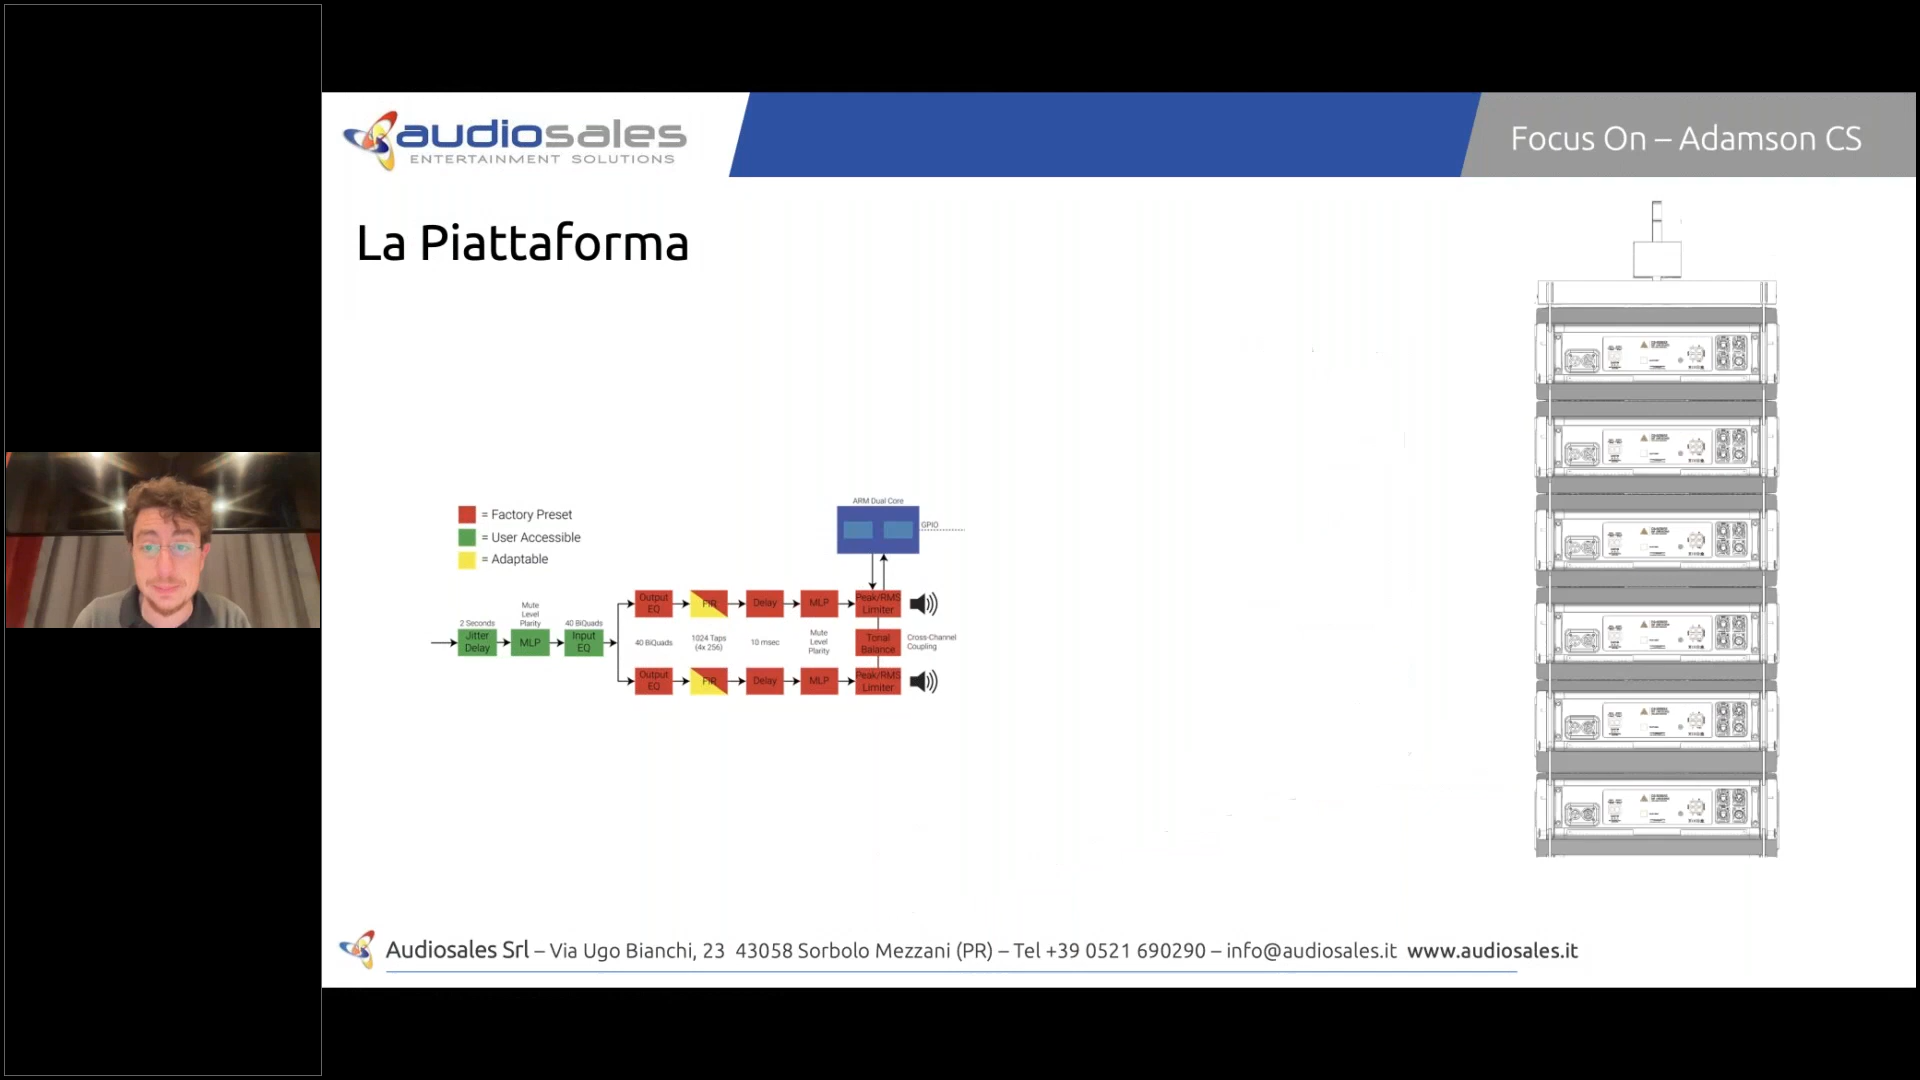 audiosales
ENTERTAINMENT SOLUTIONS
Focus On – Adamson CS
La Piattaforma
= Factory Preset
= User Accessible
= Adaptable
ARM Dual Core
GPIO
2 Seconds
Jitter
Delay
Mute
Level
Plarity
MLP
40 BiQuads
Input
EQ
Output
EQ
FIR
Delay
MLP
Peak/RMS
Limiter
40 BiQuads
1024 Taps
(4x 256)
10 msec
Mute
Level
Plarity
Tonal
Balance
Cross-Channel
Coupling
Output
EQ
FIR
Delay
MLP
Peak/RMS
Limiter
Audiosales Srl – Via Ugo Bianchi, 23 43058 Sorbolo Mezzani (PR) – Tel +39 0521 690290 – info@audiosales.it www.audiosales.it